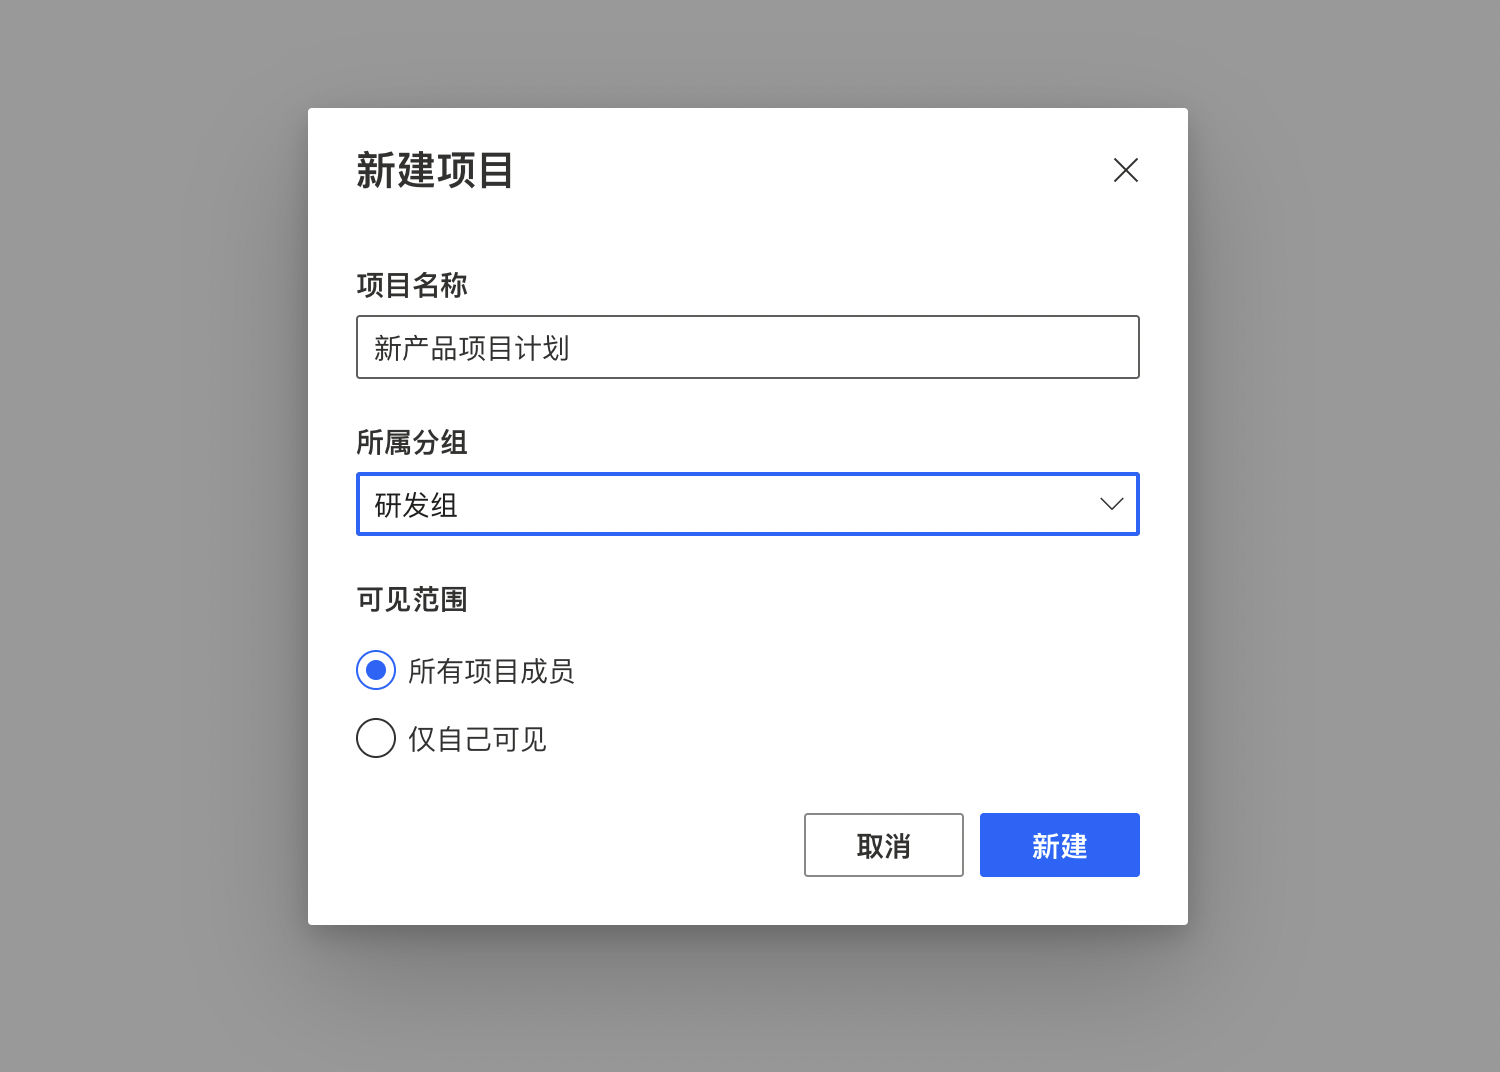 新建项目
项目名称
新产品项目计划
所属分组
研发组
可见范围
所有项目成员
仅自己可见
取消
新建